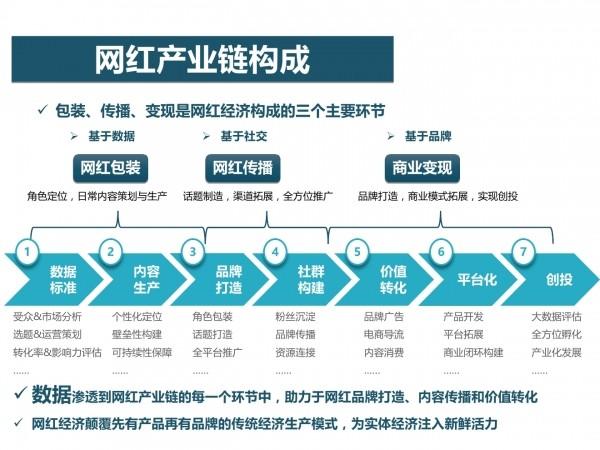 网红产业链构成
包装、传播、变现是网红经济构成的三个主要环节
基于数据
基于社交
基于品牌
网红包装
网红传播
商业变现
角色定位，日常内容策划与生产
话题制造，渠道拓展，全方位推广
品牌打造，商业模式拓展，实现创投
1
数据
标准
2
内容
生产
3
品牌
打造
4
社群
构建
5
价值
转化
6
平台化
7
创投
受众&市场分析
选题&运营策划
转化率&影响力评估
......
个性化定位
壁垒性构建
可持续性保障
......
角色包装
话题打造
全平台推广
......
粉丝沉淀
品牌传播
资源连接
......
品牌广告
电商导流
内容消费
......
产品开发
平台拓展
商业闭环构建
......
大数据评估
全方位孵化
产业化发展
......
数据渗透到网红产业链的每一个环节中，助力于网红品牌打造、内容传播和价值转化
网红经济颠覆先有产品再有品牌的传统经济生产模式，为实体经济注入新鲜活力